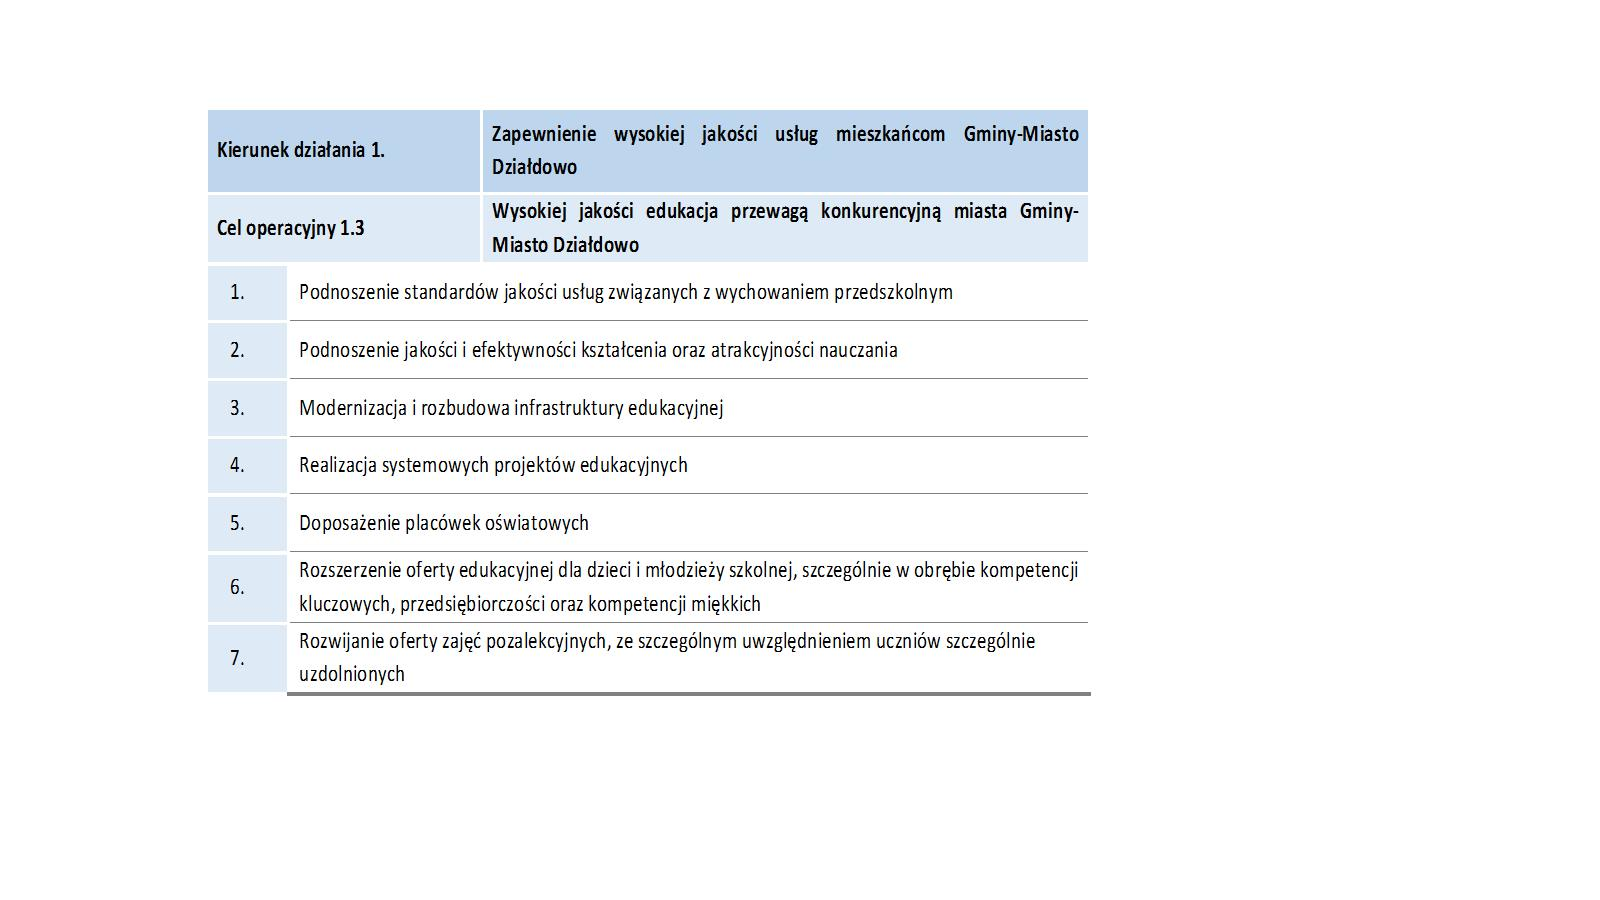 Kierunek działania 1.
Zapewnienie wysokiej jakości usług mieszkańcom Gminy-Miasto
Działdowo
Cel operacyjny 1.3
Wysokiej jakości edukacja przewagą konkurencyjną miasta Gminy-
Miasto Działdowo
1. Podnoszenie standardów jakości usług związanych z wychowaniem przedszkolnym
2. Podnoszenie jakości i efektywności kształcenia oraz atrakcyjności nauczania
3. Modernizacja i rozbudowa infrastruktury edukacyjnej
4. Realizacja systemowych projektów edukacyjnych
5. Doposażenie placówek oświatowych
6. Rozszerzenie oferty edukacyjnej dla dzieci i młodzieży szkolnej, szczególnie w obrębie kompetencji
kluczowych, przedsiębiorczości oraz kompetencji miękkich
7. Rozwijanie oferty zajęć pozalekcyjnych, ze szczególnym uwzględnieniem uczniów szczególnie
uzdolnionych